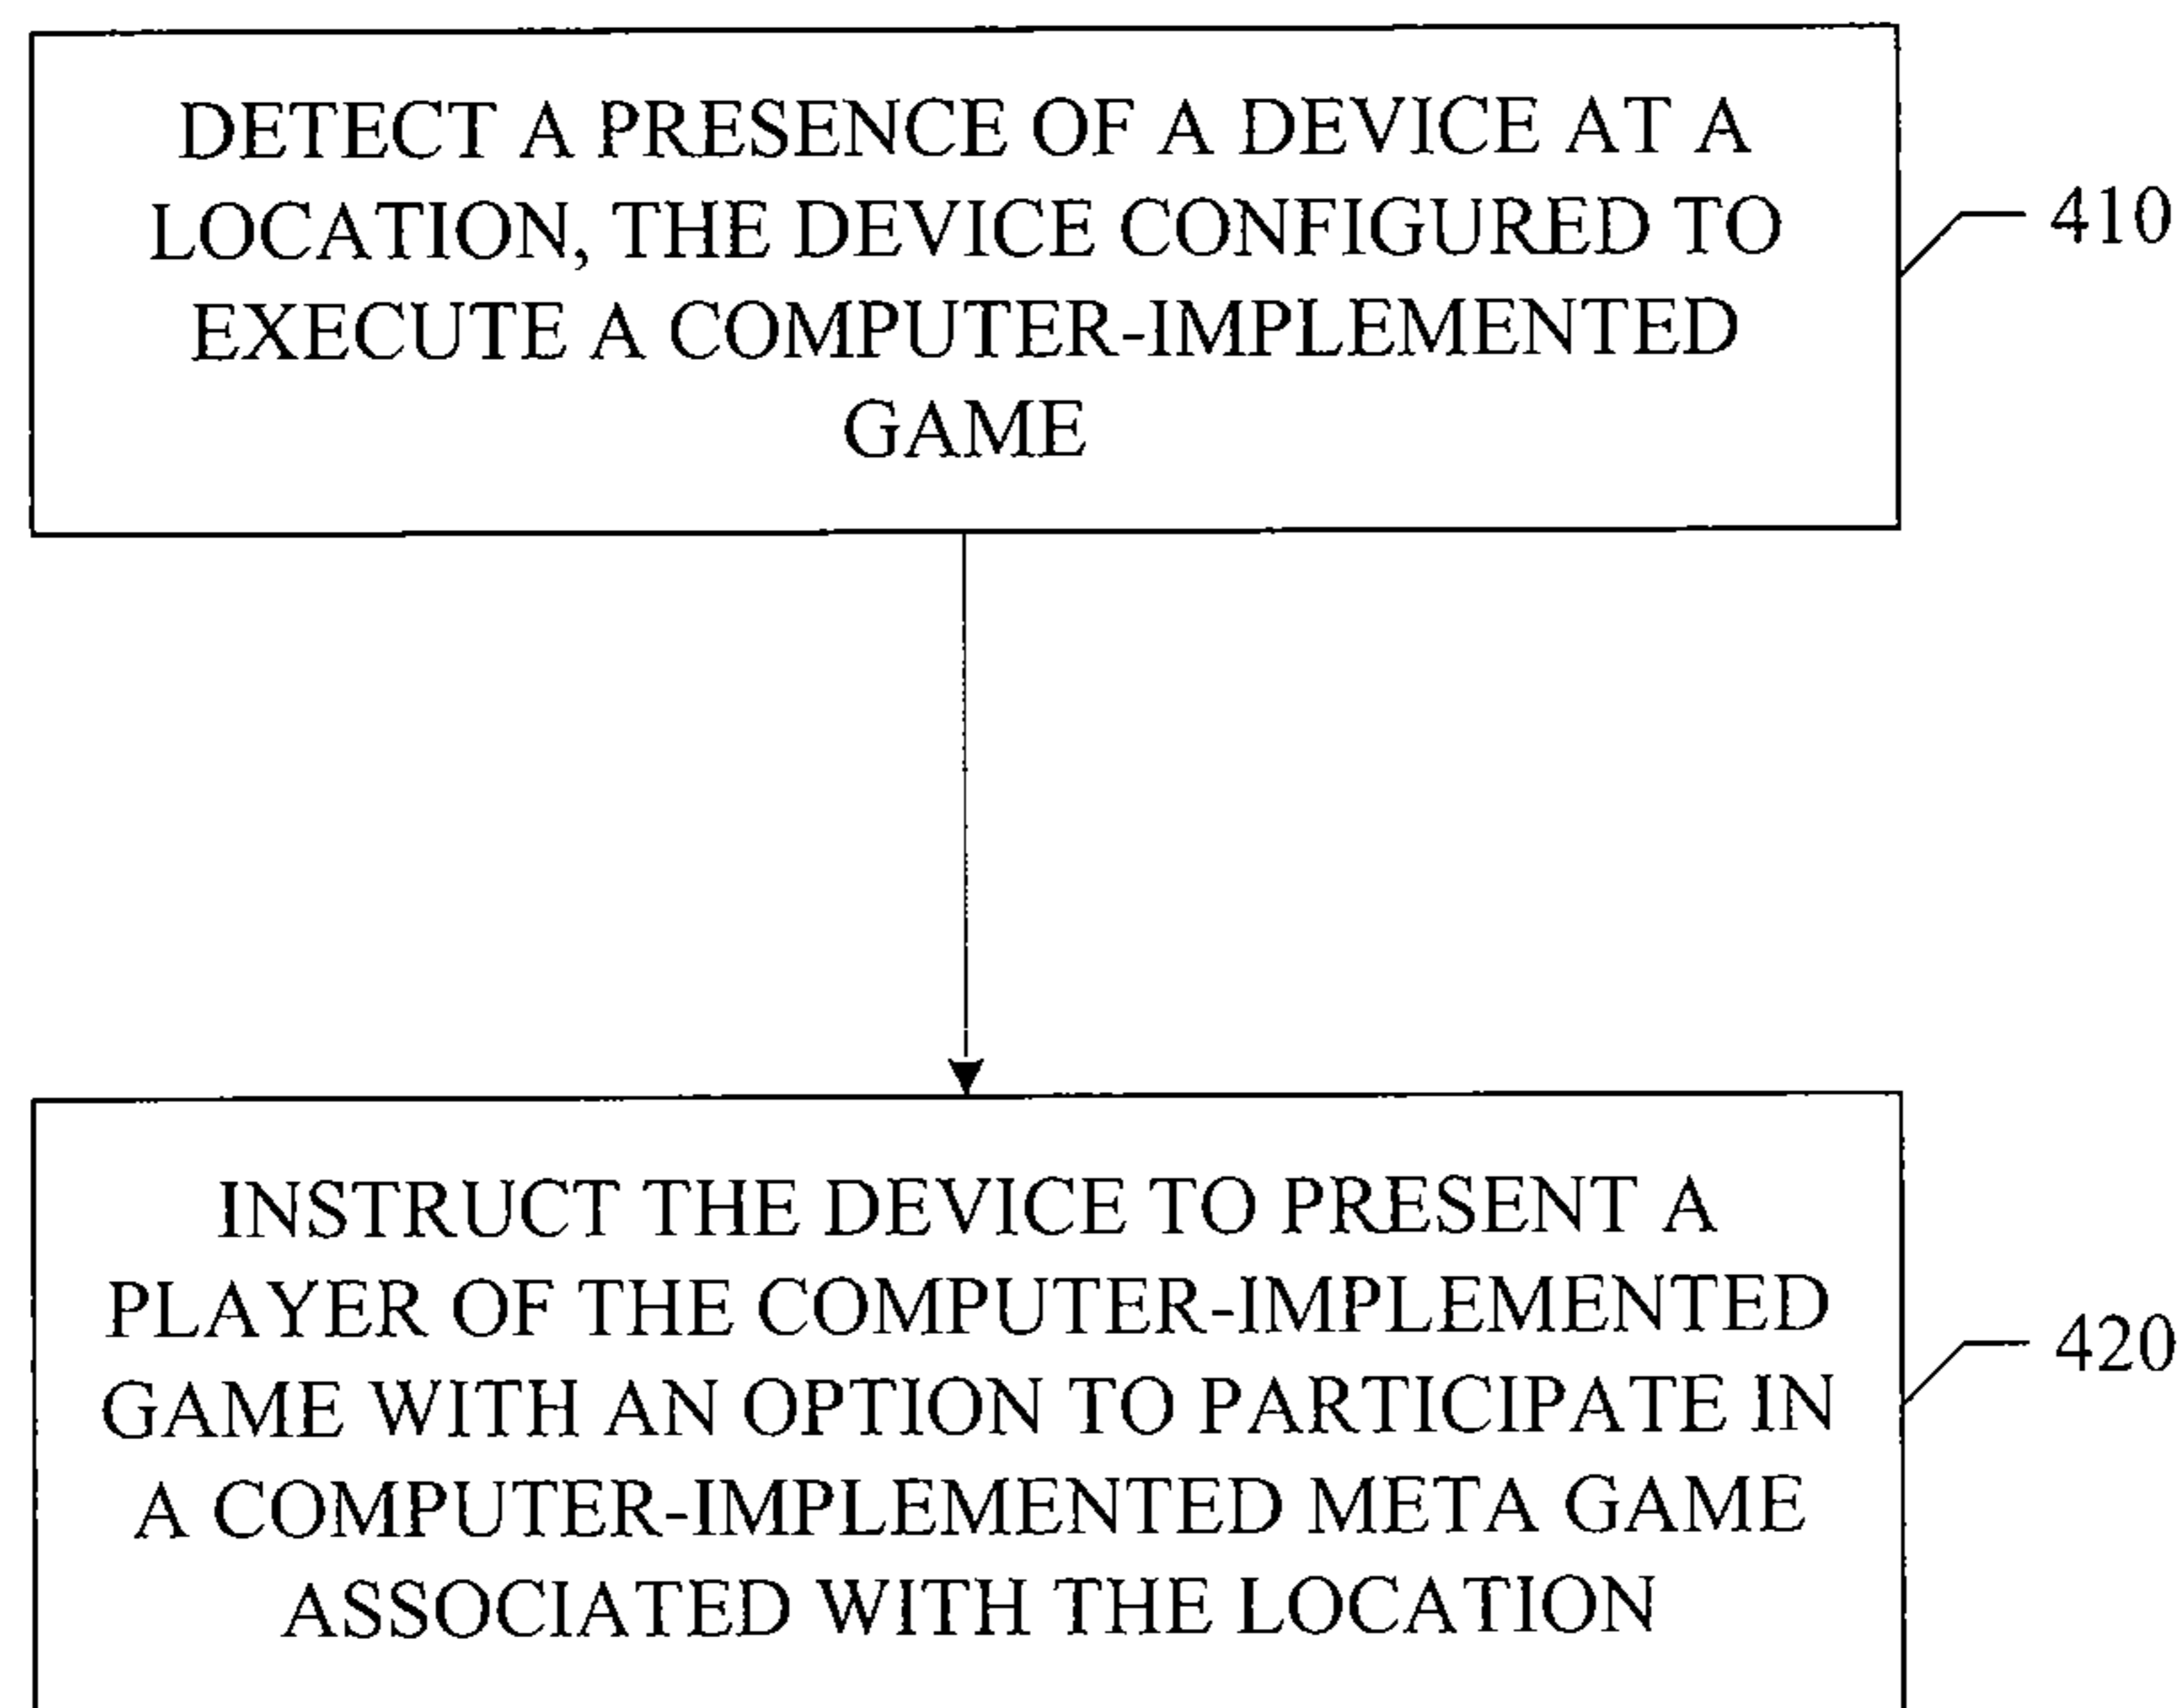 DETECT A PRESENCE OF A DEVICE AT A
LOCATION, THE DEVICE CONFIGURED TO
EXECUTE A COMPUTER-IMPLEMENTED
GAME
410
INSTRUCT THE DEVICE TO PRESENT A
PLAYER OF THE COMPUTER-IMPLEMENTED
GAME WITH AN OPTION TO PARTICIPATE IN
A COMPUTER-IMPLEMENTED META GAME
ASSOCIATED WITH THE LOCATION
420